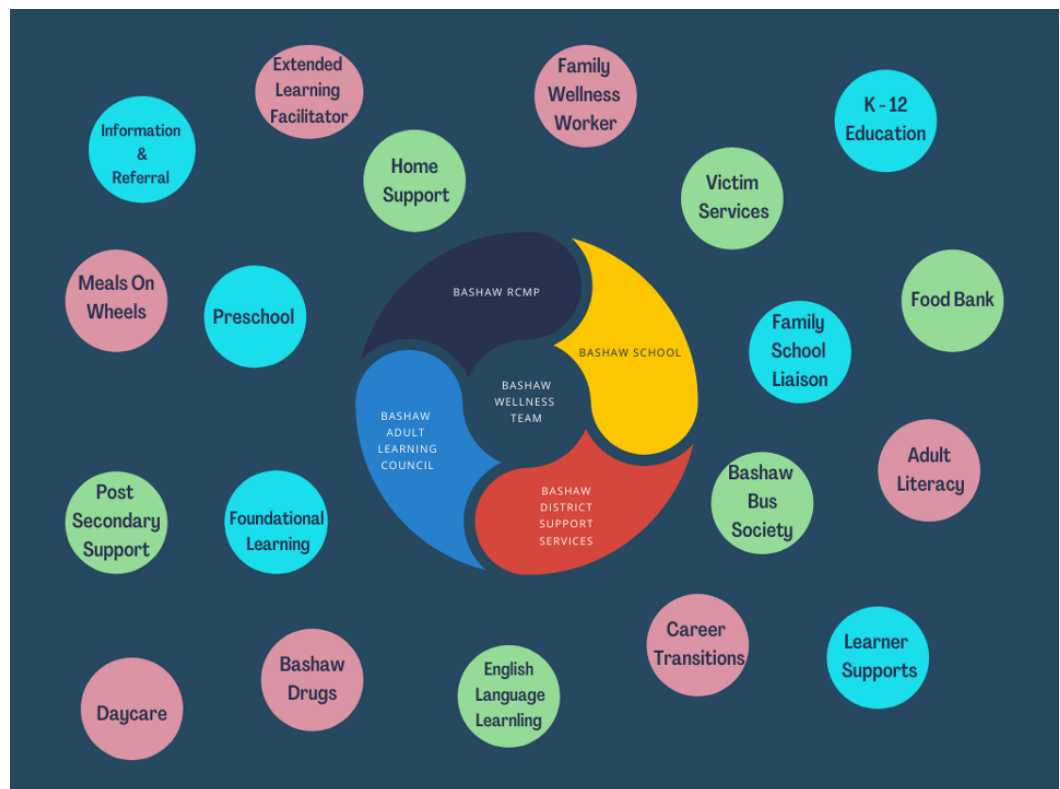 Extended
Learning
Facilitator
Family
Wellness
Worker
K - 12
Education
Information
&
Referral
Home
Support
Victim
Services
Meals On
Wheels
Preschool
BASHAW RCMP
BASHAW SCHOOL
Family
School
Liaison
Food Bank
BASHAW
WELLNESS
TEAM
BASHAW
ADULT
LEARNING
COUNCIL
BASHAW
DISTRICT
SUPPORT
SERVICES
Bashaw
Bus
Society
Adult
Literacy
Post
Secondary
Support
Foundational
Learning
Career
Transitions
Learner
Supports
Daycare
Bashaw
Drugs
English
Language
Learnling